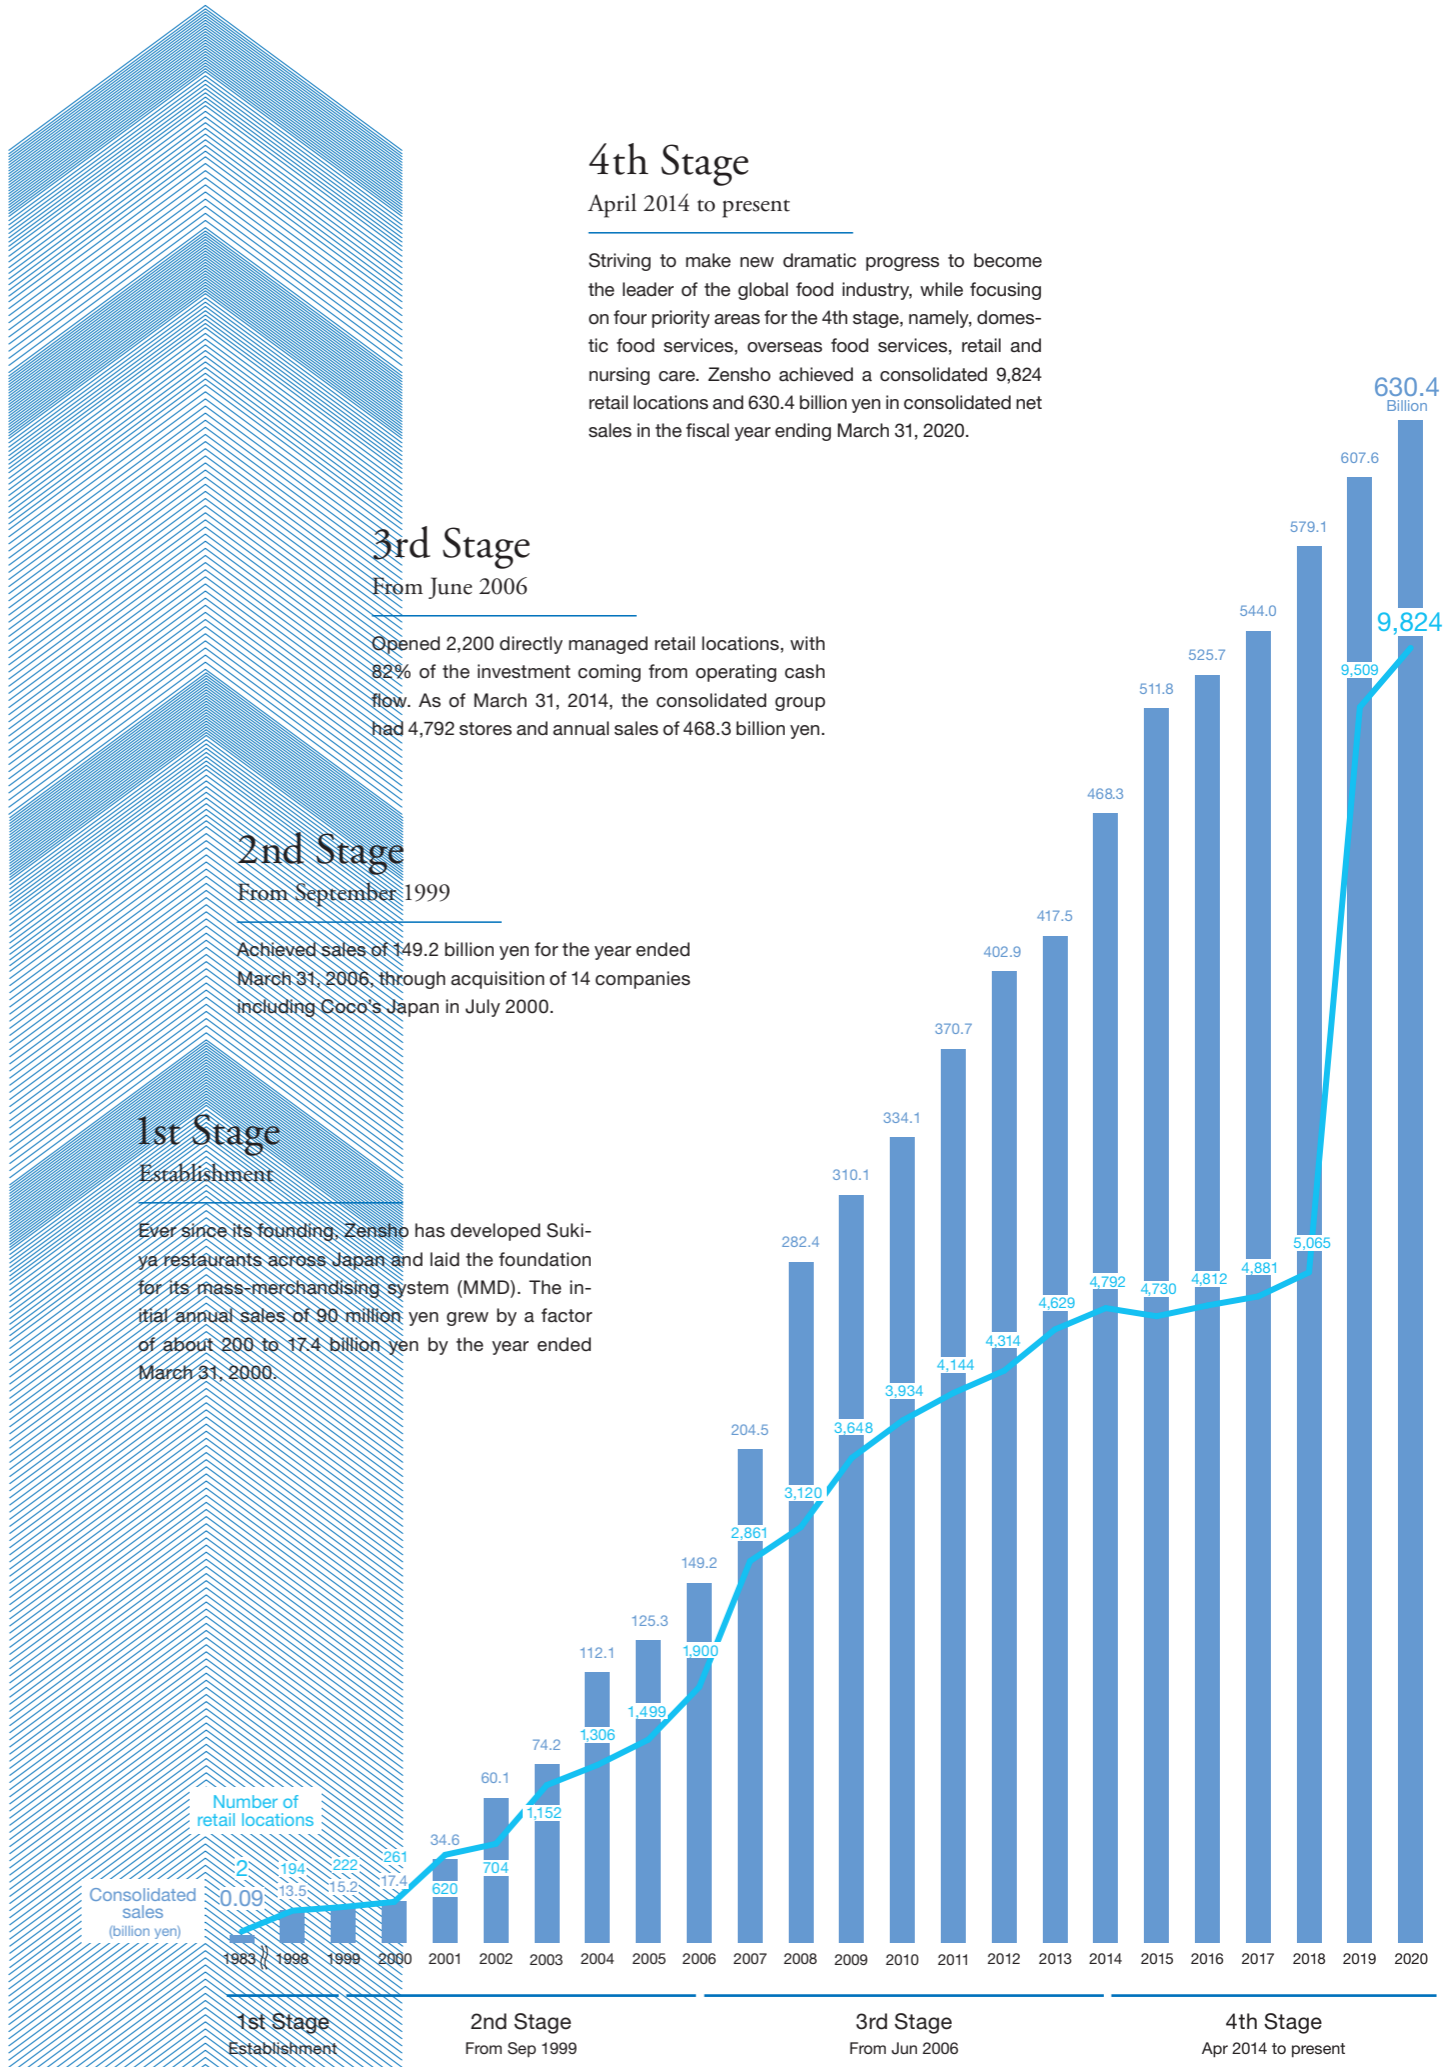 4th Stage
April 2014 to present
Striving to make new dramatic progress to become
the leader of the global food industry, while focusing
on four priority areas for the 4th stage, namely, domes-
tic food services, overseas food services, retail and
nursing care. Zensho achieved a consolidated 9,824
retail locations and 630.4 billion yen in consolidated net
sales in the fiscal year ending March 31, 2020.
3rd Stage
From June 2006
Opened 2,200 directly managed retail locations, with
82% of the investment coming from operating cash
flow. As of March 31, 2014, the consolidated group
had 4,792 stores and annual sales of 468.3 billion yen.
2nd Stage
From September 1999
Achieved sales of 149.2 billion yen for the year ended
March 31, 2006, through acquisition of 14 companies
including Coco's Japan in July 2000.
1st Stage
Establishment
Ever since its founding, Zensho has developed Suki-
ya restaurants across Japan and laid the foundation
for its mass-merchandising system (MMD). The in-
itial annual sales of 90 million yen grew by a factor
of about 200 to 17.4 billion yen by the year ended
March 31, 2000.
Number of
retail locations
2 194 222 261 620 704 1,152 1,306 1,499 1,900 2,861 3,120 3,648 3,934 4,144 4,314 4,629 4,792 4,730 4,812 4,881 5,065 9,509 9,824
Consolidated
sales
(billion yen)
0.09 13.5 15.2 17.4 34.6 60.1 74.2 112.1 125.3 149.2 204.5 282.4 310.1 334.1 370.7 402.9 417.5 468.3 511.8 525.7 544.0 579.1 607.6 630.4
Billion
1983 1998 1999 2000 2001 2002 2003 2004 2005 2006 2007 2008 2009 2010 2011 2012 2013 2014 2015 2016 2017 2018 2019 2020
1st Stage 2nd Stage 3rd Stage 4th Stage
Establishment From Sep 1999 From Jun 2006 Apr 2014 to present